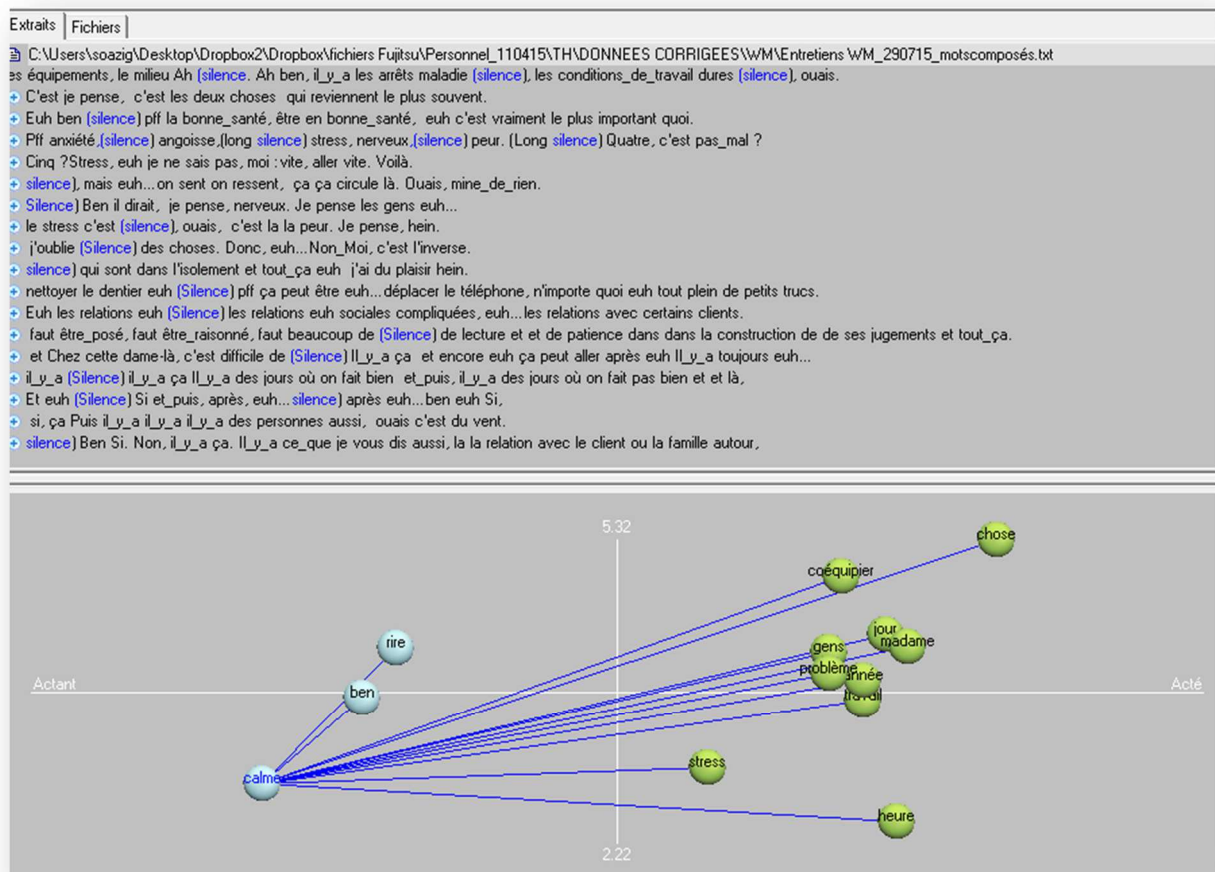 Extraits Fichiers
C:\Users\soazig\Desktop\Dropbox2\Dropbox\fichiers Fujitsu\Personnel_110415\TH\DONNEES CORRIGEES\WM\Entretiens WM_290715_motscomposés.txt
es équipements, le milieu Ah (silence. Ah ben, il_y_a les arrêts maladie (silence), les conditions_de_travail dures (silence), ouais.
C'est je pense, c'est les deux choses qui reviennent le plus souvent.
Euh ben (silence) pff la bonne_santé, être en bonne_santé, euh c'est vraiment le plus important quoi.
Pff anxiété,(silence) angoisse,(long silence) stress, nerveux,(silence) peur. (Long silence) Quatre, c'est pas_mal ?
Cinq ?Stress, euh je ne sais pas, moi : vite, aller vite. Voilà.
silence), mais euh...on sent on ressent, ça ça circule là. Ouais, mine_de_rien.
Silence) Ben il dirait, je pense, nerveux. Je pense les gens euh...
le stress c'est (silence), ouais, c'est la la peur. Je pense, hein.
j'oublie (Silence) des choses. Donc, euh...Non_Moi, c'est l'inverse.
silence) qui sont dans l'isolement et tout_ça euh j'ai du plaisir hein.
nettoyer le dentier euh (Silence) pff ça peut être euh...déplacer le téléphone, n'importe quoi euh tout plein de petits trucs.
Euh les relations euh (Silence) les relations euh sociales compliquées, euh...les relations avec certains clients.
faut être_posé, faut être_raisonné, faut beaucoup de (Silence) de lecture et et de patience dans dans la construction de de ses jugements et tout_ça.
et Chez cette dame-là, c'est difficile de (Silence) Il_y_a ça et encore euh ça peut aller après euh Il_y_a toujours euh...
il_y_a (Silence) il_y_a ça Il_y_a des jours où on fait bien et_puis, il_y_a des jours où on fait pas bien et et là,
Et euh (Silence) Si et_puis, après, euh...silence) après euh...ben euh Si,
si, ça Puis il_y_a il_y_a il_y_a des personnes aussi, ouais c'est du vent.
silence) Ben Si. Non, il_y_a ça. Il_y_a ce_que je vous dis aussi, la la relation avec le client ou la famille autour,
5.32
chose
coéquipier
jour
rire
madame
gens
problème
année
Actant
Acté
ben
travail
stress
calme
heure
2.22